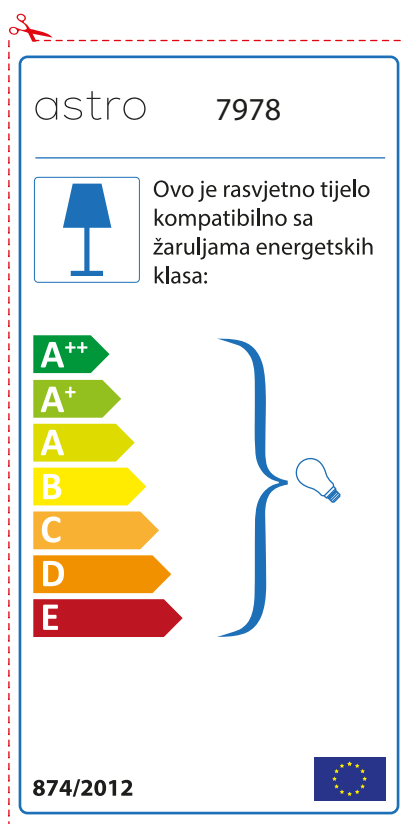 astro 7978
Ovo je rasvjetno tijelo
kompatibilno sa
žaruljama energetskih
klasa:
A++
A+
A
B
C
D
E
874/2012